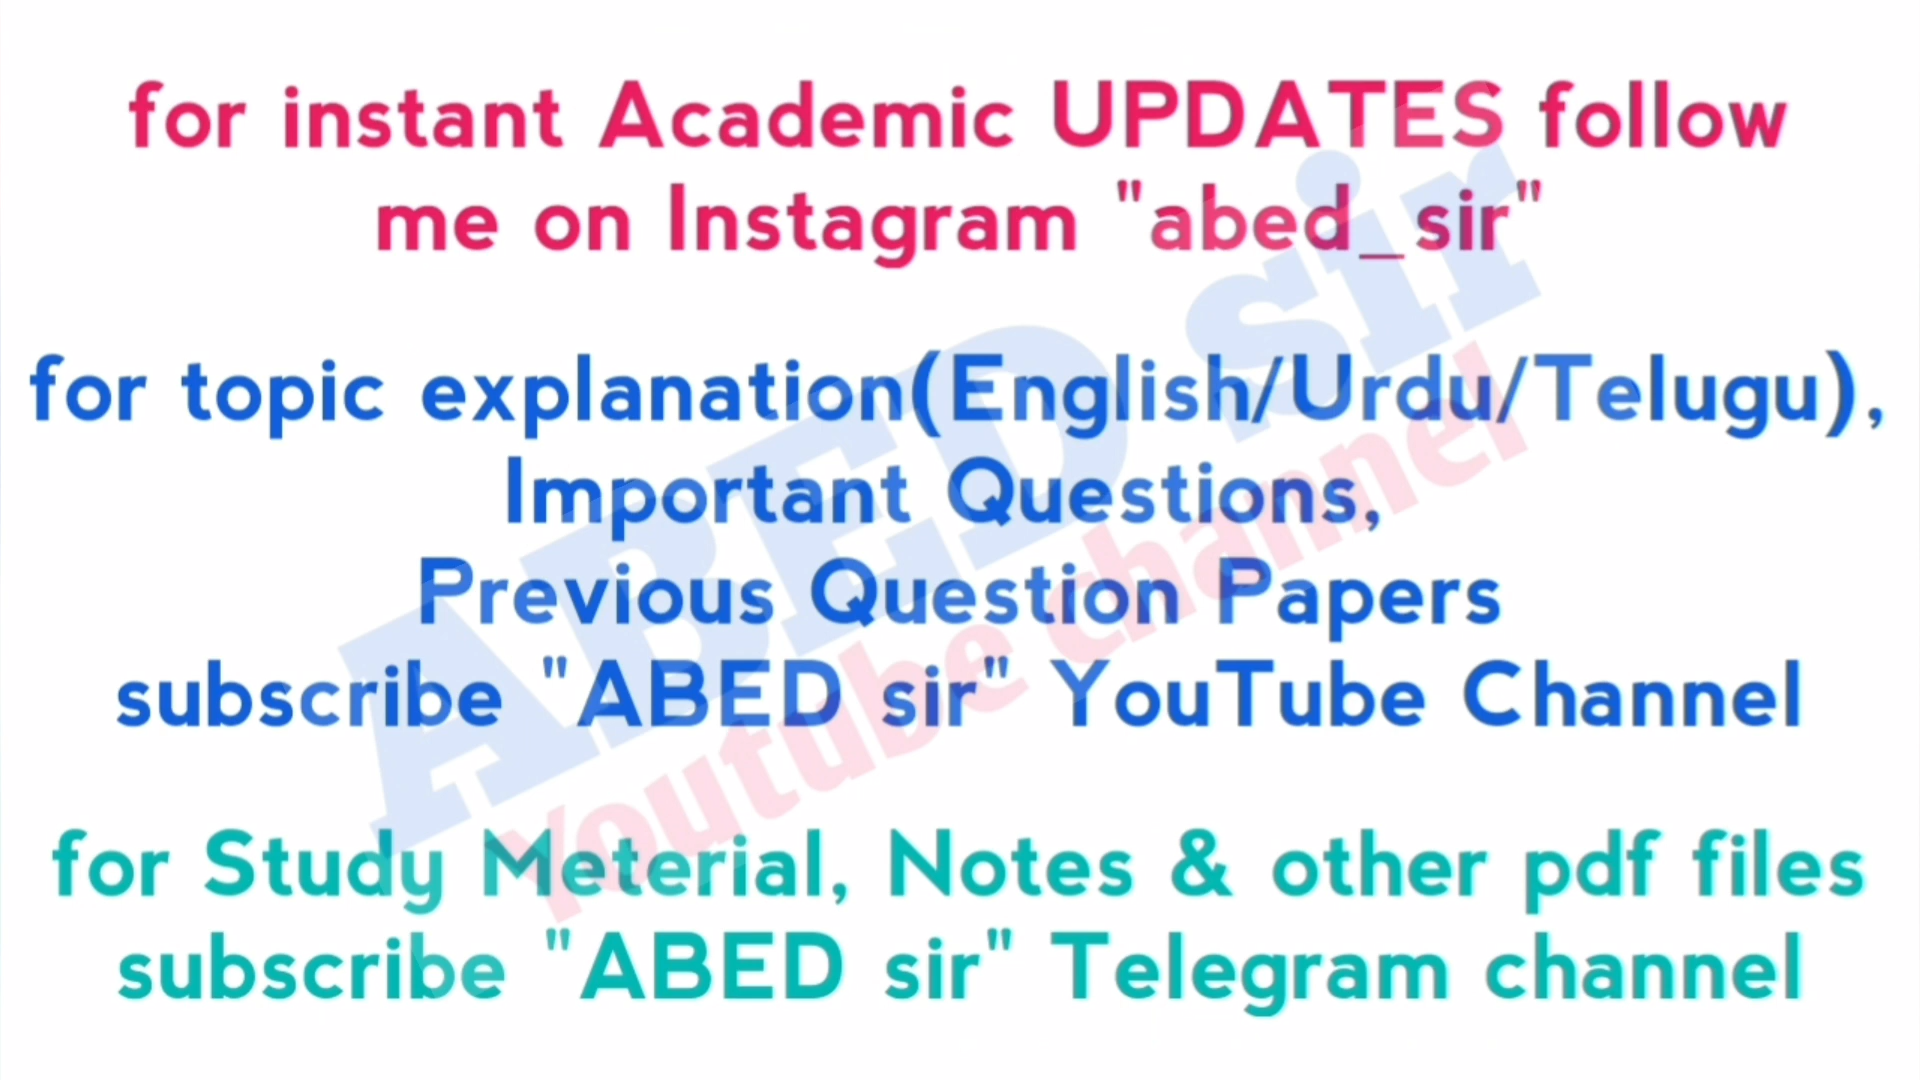 for instant Academic UPDATES follow
me on Instagram "abed_sir"
for topic explanation(English/Urdu/Telugu),
Important Questions,
Previous Question Papers
subscribe "ABED sir" YouTube Channel
for Study Meterial, Notes & other pdf files
subscribe "ABED sir" Telegram channel
ABED sir
Youtube channel